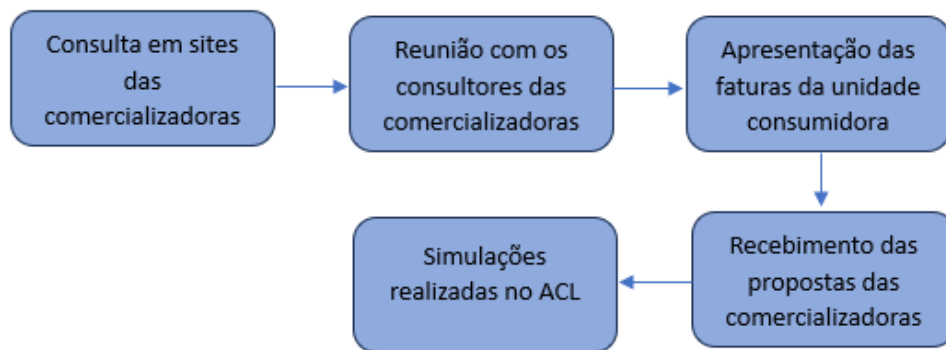 Consulta em sites
das
comercializadoras
Reunião com os
consultores das
comercializadoras
Apresentação das
faturas da unidade
consumidora
Recebimento das
propostas das
comercializadoras
Simulações
realizadas no ACL